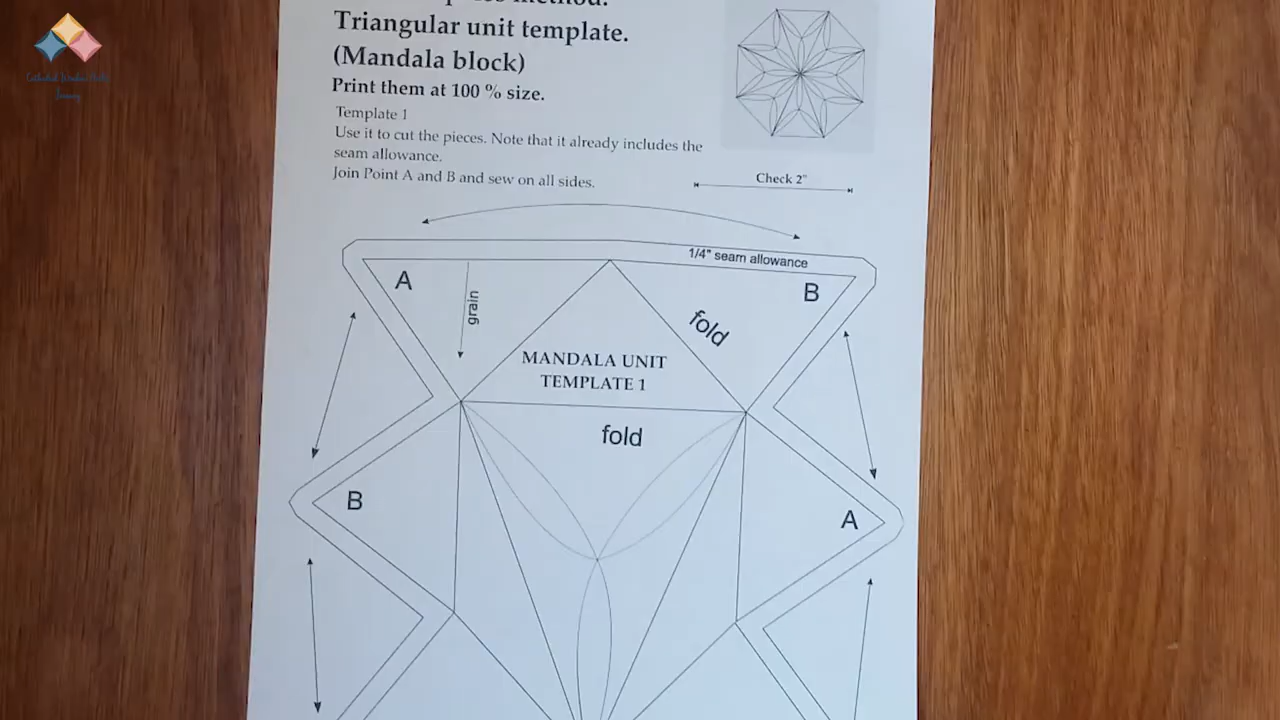 method.
Triangular unit template.
(Mandala block)
Print them at 100 % size.
Template 1
Use it to cut the pieces. Note that it already includes the
seam allowance.
Join Point A and B and sew on all sides.
Check 2"
1/4" seam allowance
A
B
grain
fold
MANDALA UNIT
TEMPLATE 1
fold
B
A